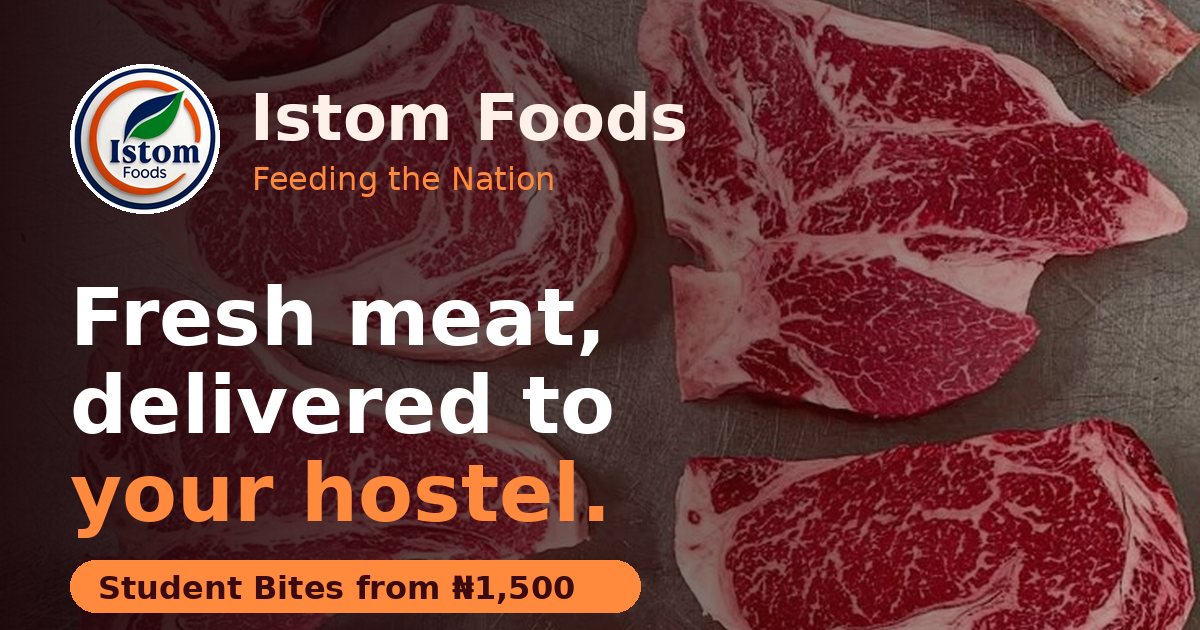 Istom
Foods
Istom Foods
Feeding the Nation
Fresh meat,
delivered to
your hostel.
Student Bites from ₦1,500